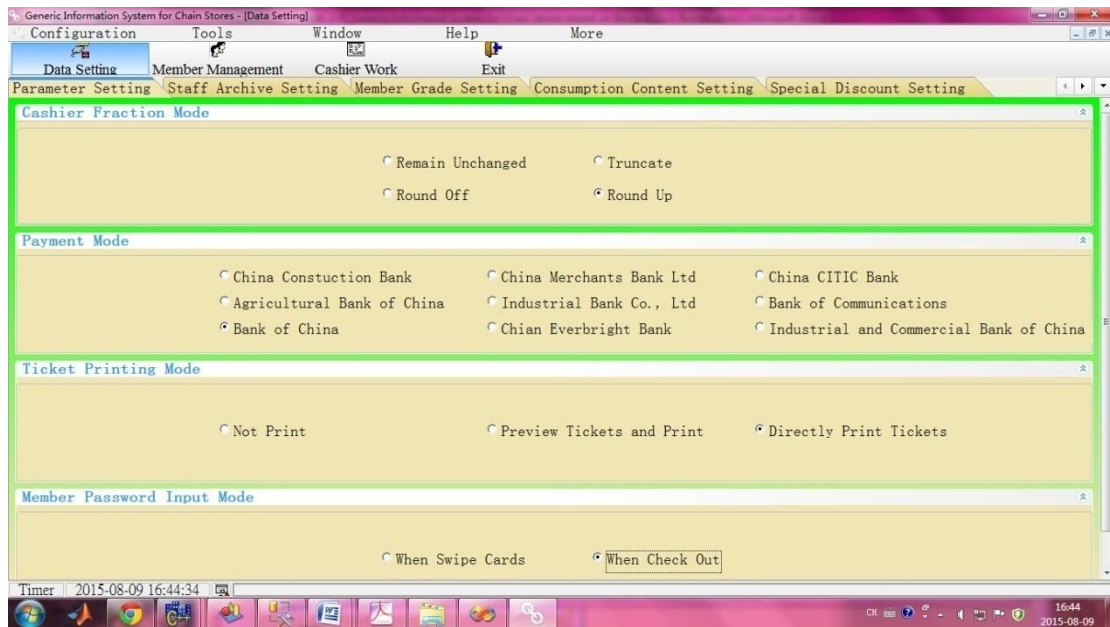 Generic Information System for Chain Stores - [Data Setting]
Configuration Tools Window Help More
Data Setting Member Management Cashier Work Exit
Parameter Setting Staff Archive Setting Member Grade Setting Consumption Content Setting Special Discount Setting
Cashier Fraction Mode
Remain Unchanged Truncate
Round Off Round Up
Payment Mode
China Constuction Bank China Merchants Bank Ltd China CITIC Bank
Agricultural Bank of China Industrial Bank Co., Ltd Bank of Communications
Bank of China Chian Everbright Bank Industrial and Commercial Bank of China
Ticket Printing Mode
Not Print Preview Tickets and Print Directly Print Tickets
Member Password Input Mode
When Swipe Cards When Check Out
Timer 2015-08-09 16:44:34
CH 16:44
2015-08-09